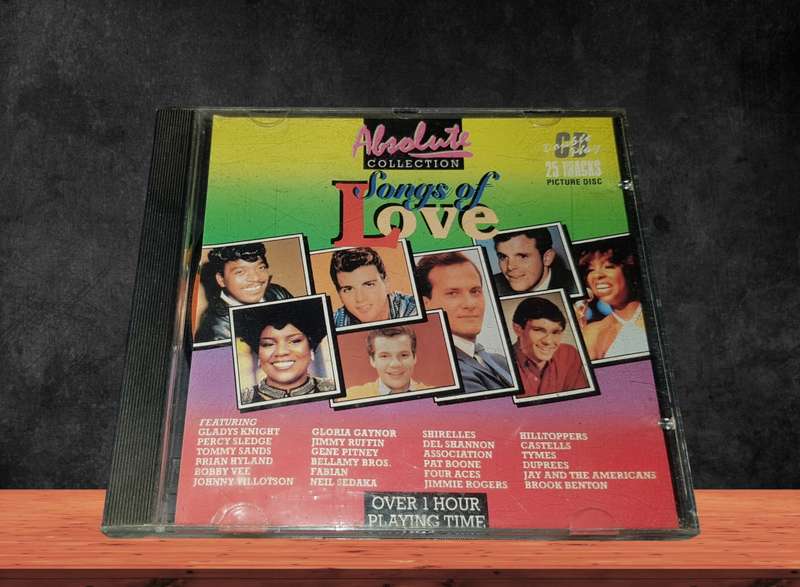 Absolute
COLLECTION
Songs of
Love
CD
25 TRACKS
PICTURE DISC
FEATURING
GLADYS KNIGHT
PERCY SLEDGE
TOMMY SANDS
BRIAN HYLAND
BOBBY VEE
JOHNNY TILLOTSON
GLORIA GAYNOR
JIMMY RUFFIN
GENE PITNEY
BELLAMY BROS.
FABIAN
NEIL SEDAKA
SHIRELLES
DEL SHANNON
ASSOCIATION
PAT BOONE
FOUR ACES
JIMMIE ROGERS
HILLTOPPERS
CASTELLS
TYMES
DUPREES
JAY AND THE AMERICANS
BROOK BENTON
OVER 1 HOUR
PLAYING TIME